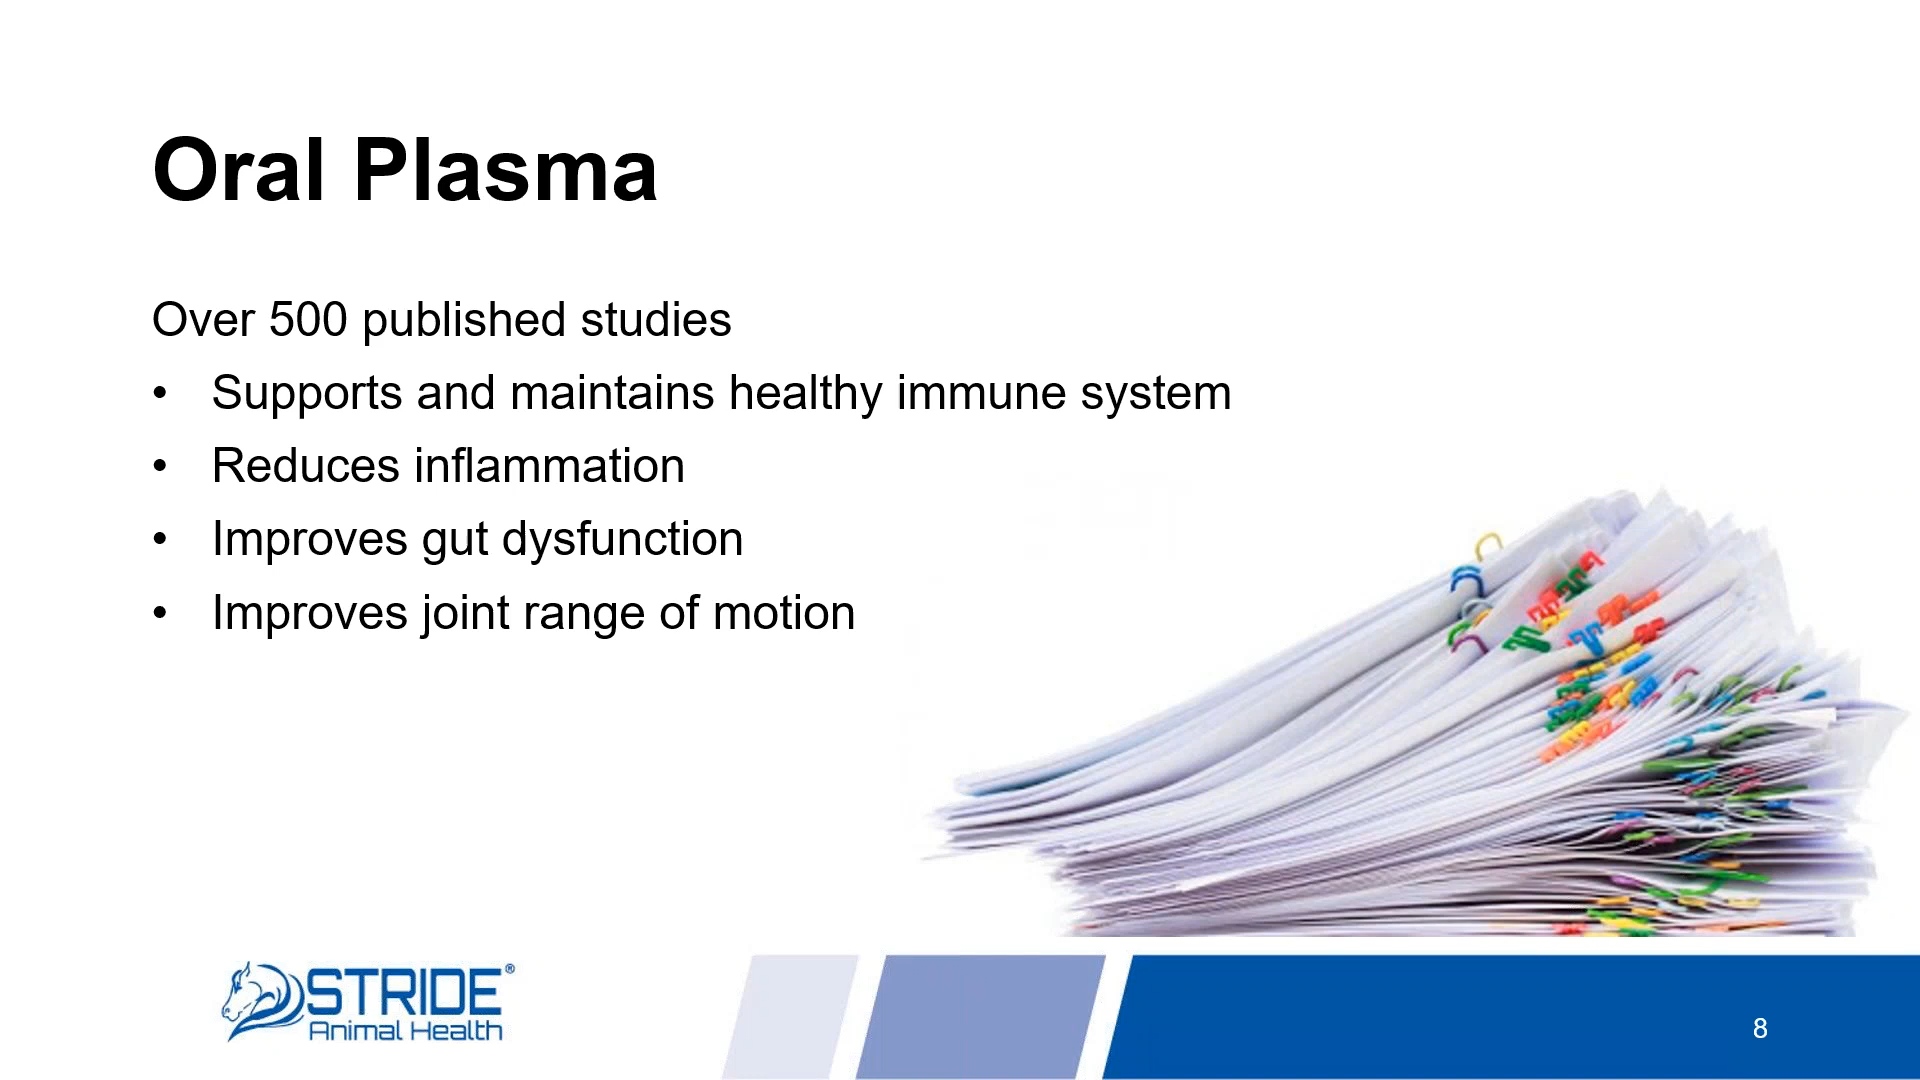 Oral Plasma
Over 500 published studies
• Supports and maintains healthy immune system
• Reduces inflammation
• Improves gut dysfunction
• Improves joint range of motion
STRIDE®
Animal Health
8